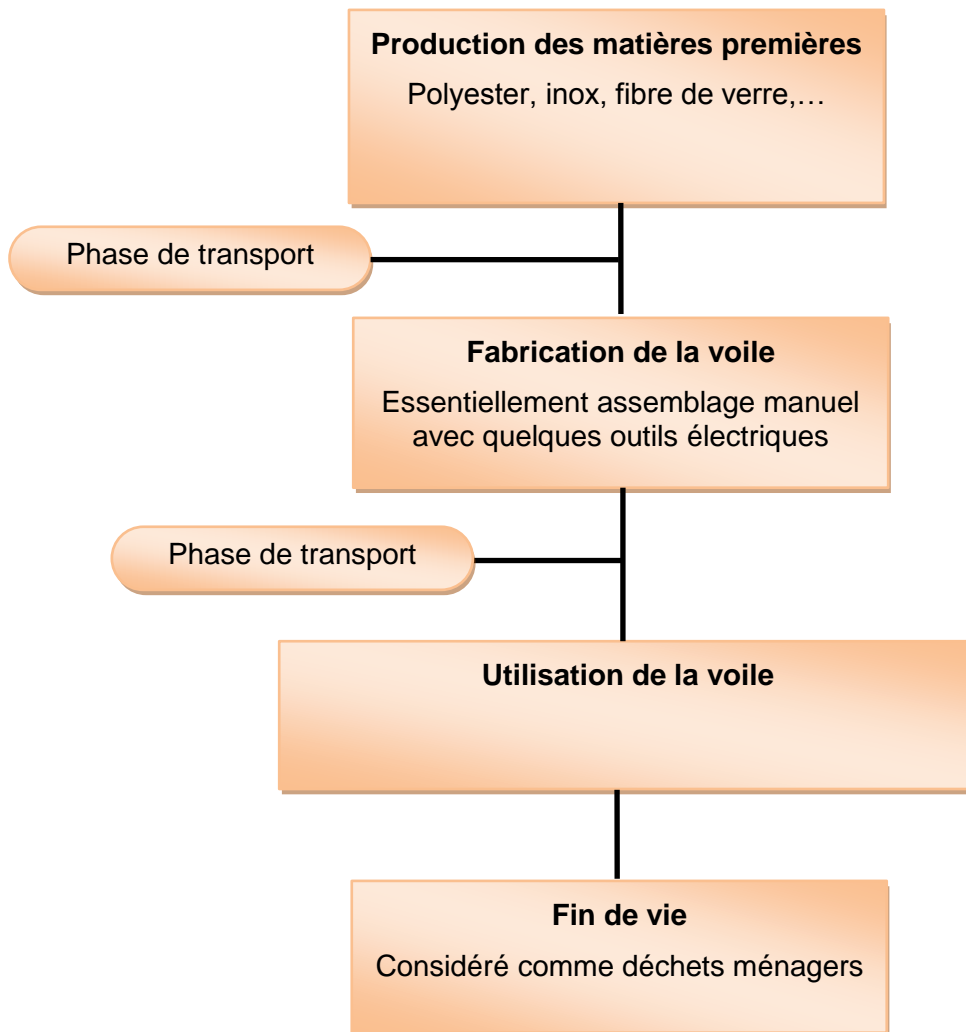 Production des matières premières
Polyester, inox, fibre de verre,…
Phase de transport
Fabrication de la voile
Essentiellement assemblage manuel
avec quelques outils électriques
Phase de transport
Utilisation de la voile
Fin de vie
Considéré comme déchets ménagers